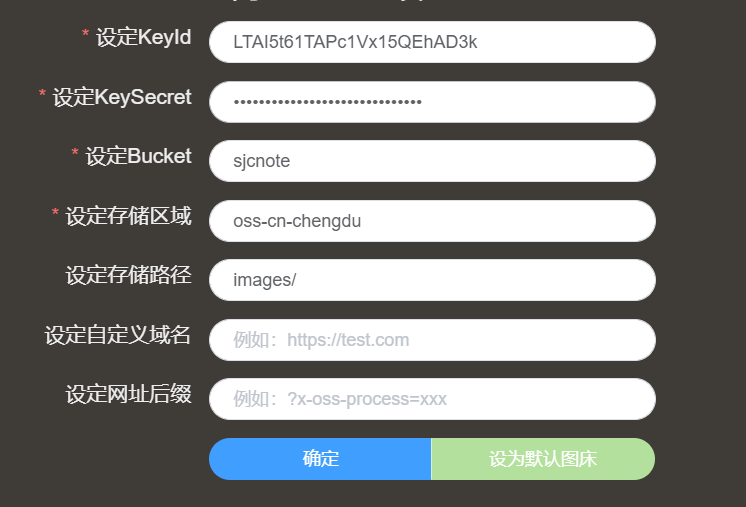 * 设定KeyId LTAI5t61TAPc1Vx15QEhAD3k
* 设定KeySecret ••••••••••••••••••••••••••••••
* 设定Bucket sjcnote
* 设定存储区域 oss-cn-chengdu
设定存储路径 images/
设定自定义域名 例如：https://test.com
设定网址后缀 例如：?x-oss-process=xxx
确定 设为默认图床